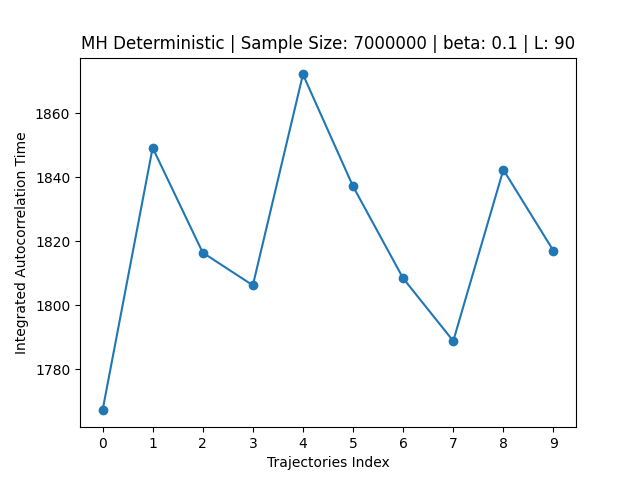 MH Deterministic | Sample Size: 7000000 | beta: 0.1 | L: 90
Integrated Autocorrelation Time
1860
1840
1820
1800
1780
0 1 2 3 4 5 6 7 8 9
Trajectories Index